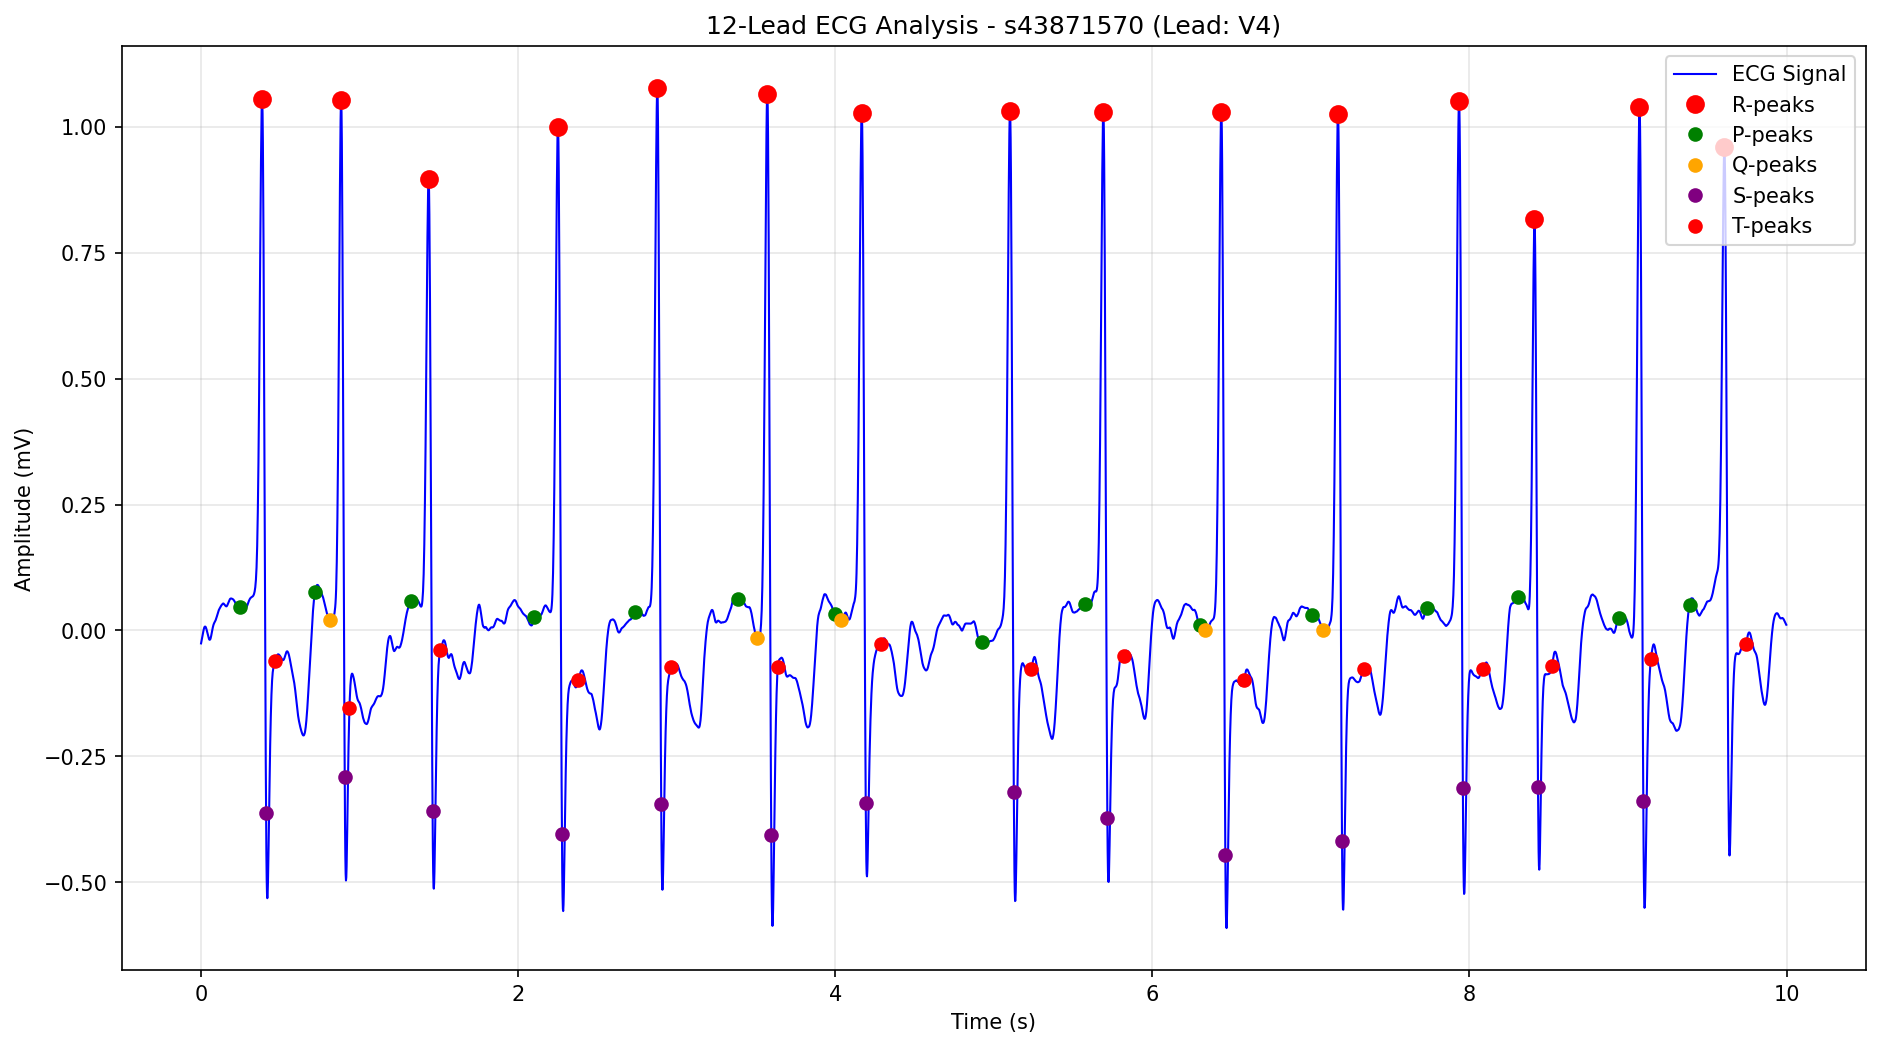 12-Lead ECG Analysis - s43871570 (Lead: V4)
ECG Signal
R-peaks
P-peaks
Q-peaks
S-peaks
T-peaks
Amplitude (mV)
1.00
0.75
0.50
0.25
0.00
−0.25
−0.50
0 2 4 6 8 10
Time (s)